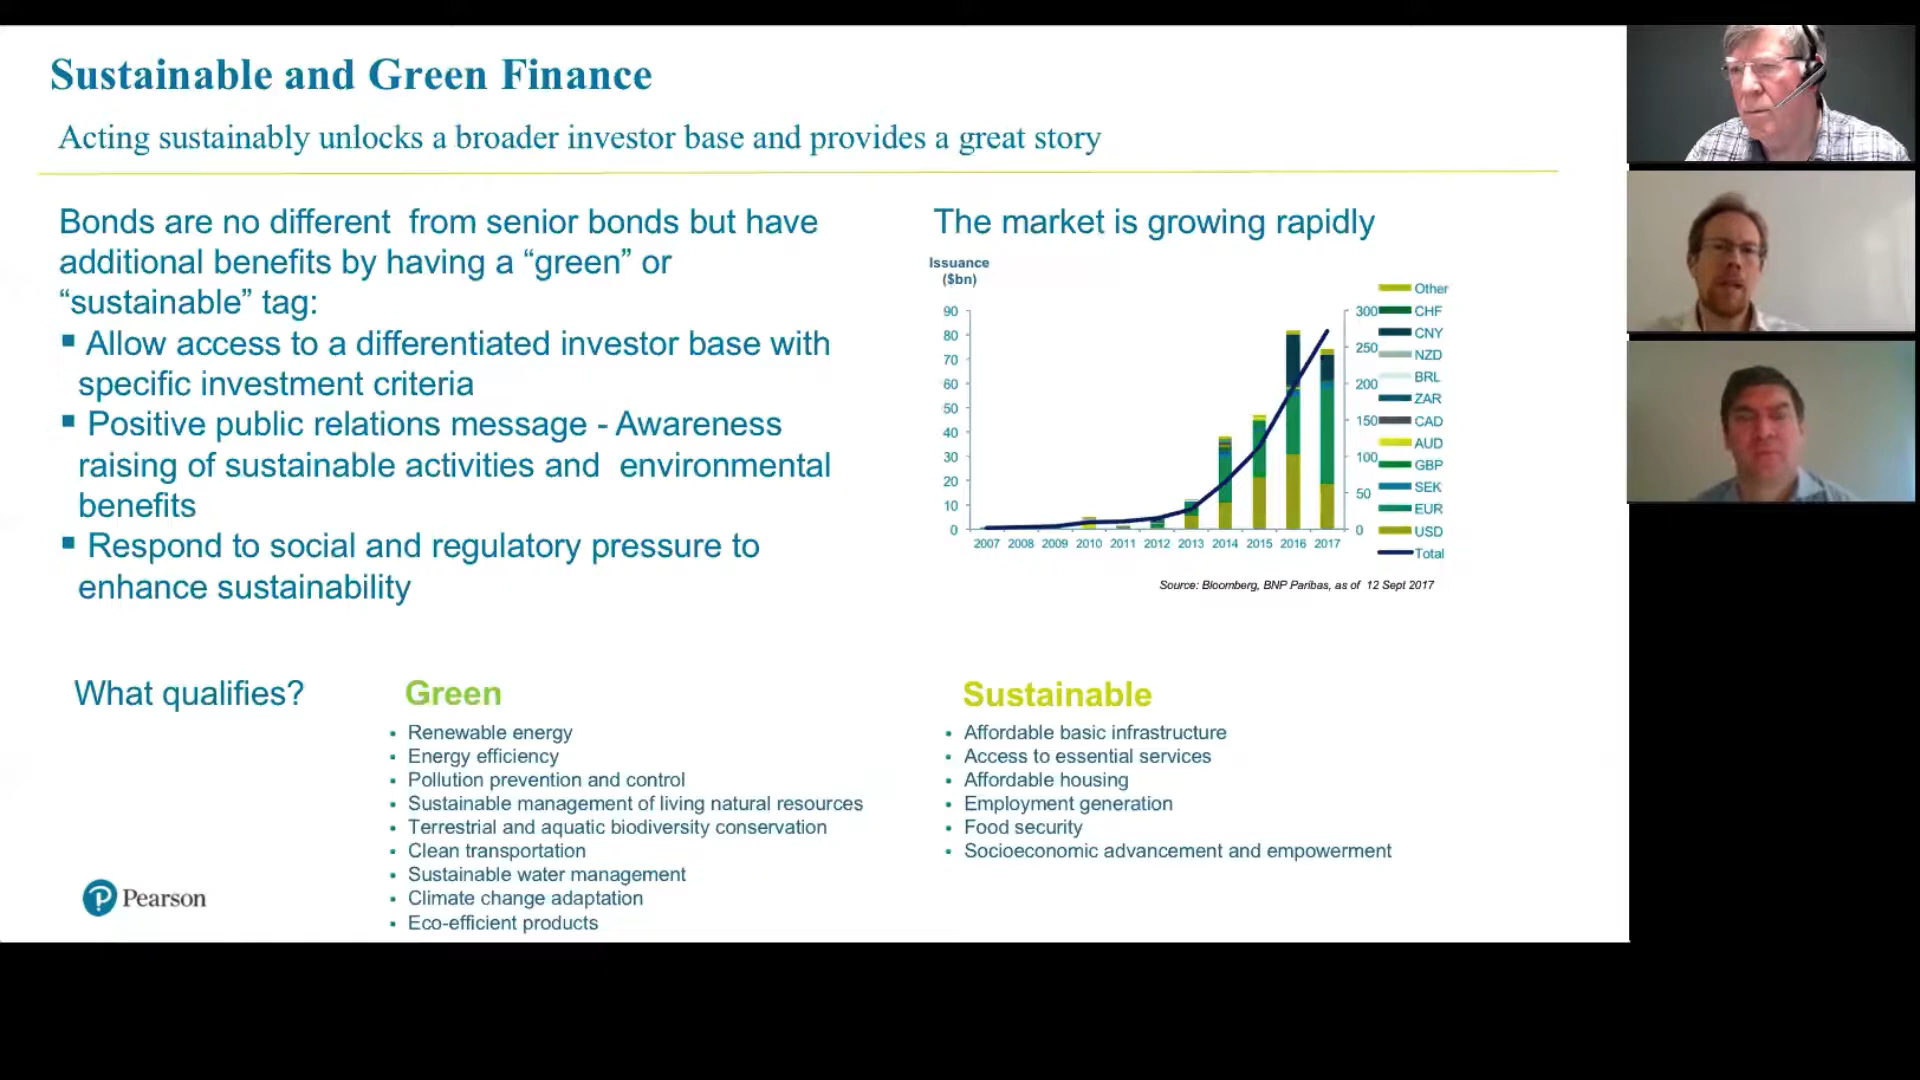 Sustainable and Green Finance
Acting sustainably unlocks a broader investor base and provides a great story
Bonds are no different from senior bonds but have
additional benefits by having a “green” or
“sustainable” tag:
▪ Allow access to a differentiated investor base with
specific investment criteria
▪ Positive public relations message - Awareness
raising of sustainable activities and environmental
benefits
▪ Respond to social and regulatory pressure to
enhance sustainability
The market is growing rapidly
Issuance
($bn)
90
80
70
60
50
40
30
20
10
0
2007 2008 2009 2010 2011 2012 2013 2014 2015 2016 2017
300
250
200
150
100
50
0
Other
CHF
CNY
NZD
BRL
ZAR
CAD
AUD
GBP
SEK
EUR
USD
Total
Source: Bloomberg, BNP Paribas, as of 12 Sept 2017
What qualifies?
Green
▪ Renewable energy
▪ Energy efficiency
▪ Pollution prevention and control
▪ Sustainable management of living natural resources
▪ Terrestrial and aquatic biodiversity conservation
▪ Clean transportation
▪ Sustainable water management
▪ Climate change adaptation
▪ Eco-efficient products
Sustainable
▪ Affordable basic infrastructure
▪ Access to essential services
▪ Affordable housing
▪ Employment generation
▪ Food security
▪ Socioeconomic advancement and empowerment
Pearson